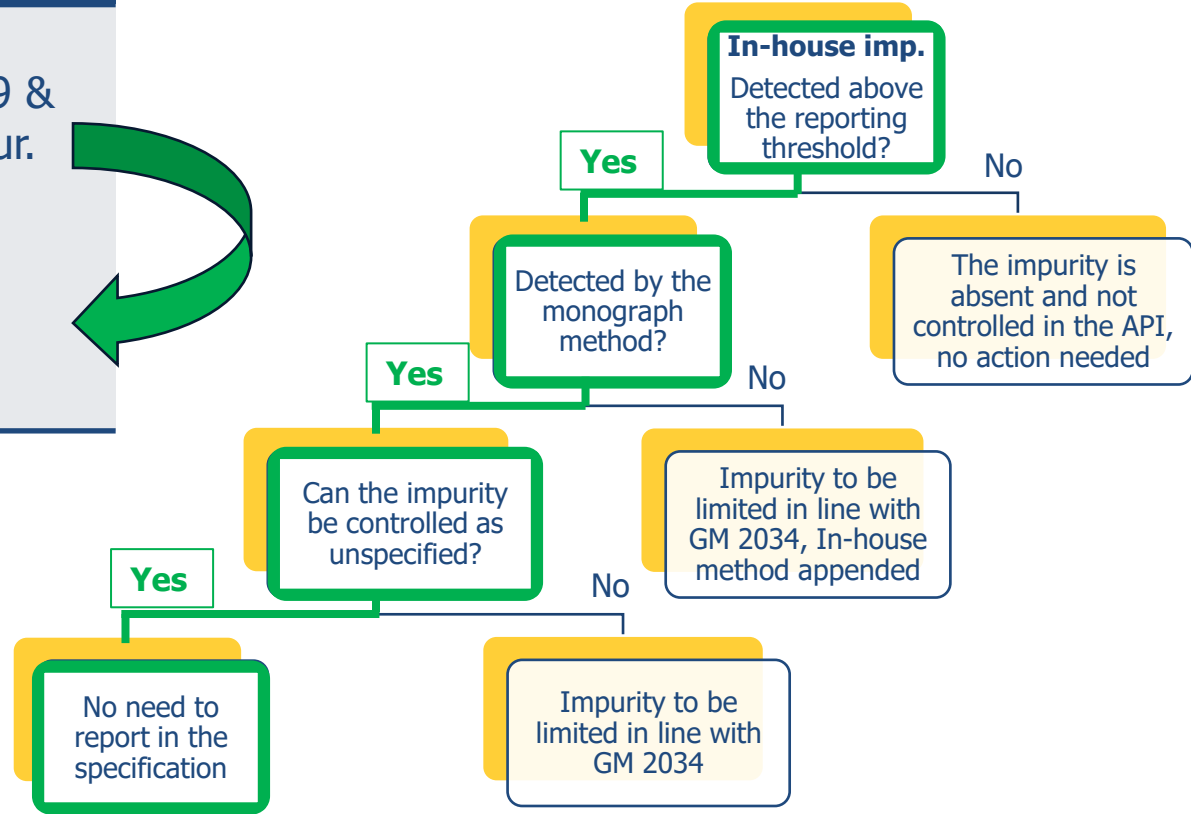 9 &
ur.
In-house imp.
Detected above
the reporting
threshold?
Yes
No
Detected by the
monograph
method?
The impurity is
absent and not
controlled in the API,
no action needed
Yes
No
Can the impurity
be controlled as
unspecified?
Impurity to be
limited in line with
GM 2034, In-house
method appended
Yes
No
No need to
report in the
specification
Impurity to be
limited in line with
GM 2034